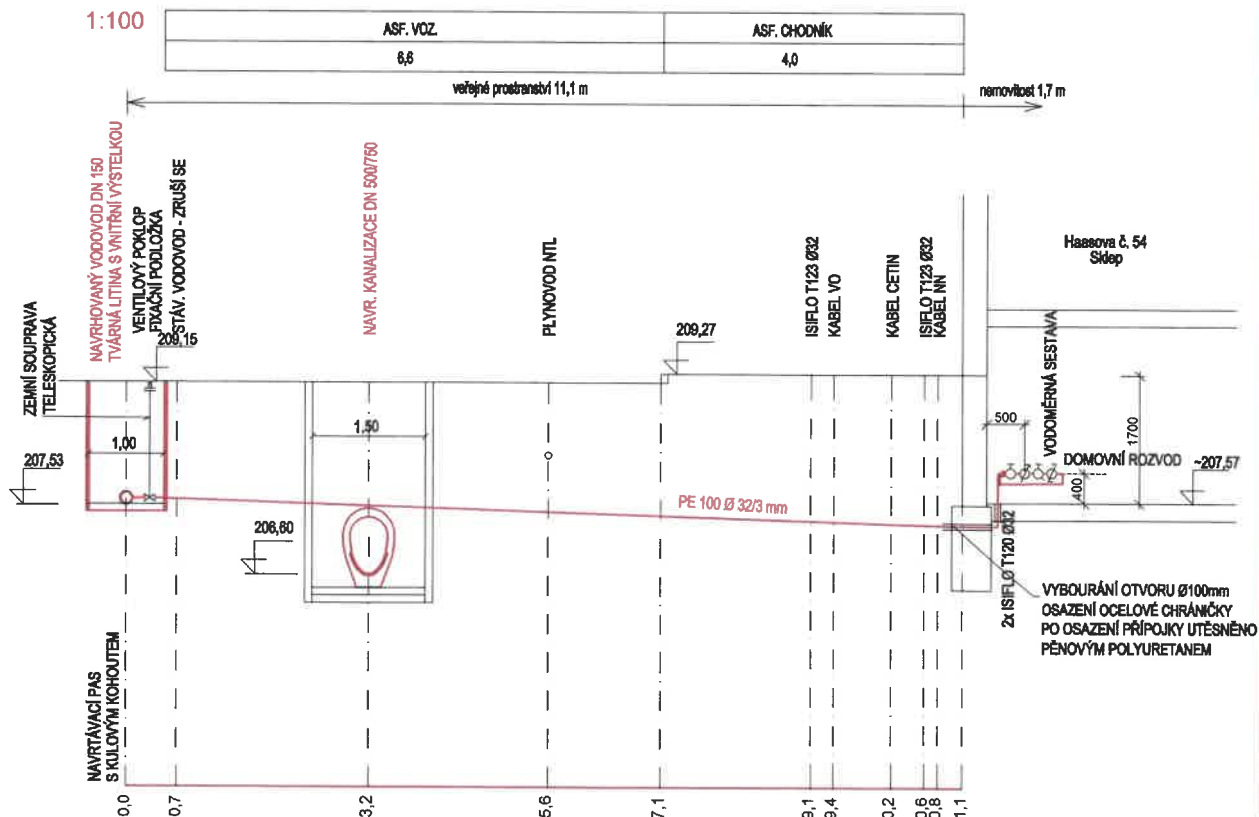 1:100
ASF. VOZ.
ASF. CHODNÍK
6,6
4,0
veřejné prostranství 11,1 m
nemovitost 1,7 m
NAVRHOVANÝ VODOVOD DN 150
TVÁRNÁ LITINA S VNITŘNÍ VÝSTELKOU
VENTILOVÝ POKLOP
FIXAČNÍ PODLOŽKA
STÁV. VODOVOD - ZRUŠÍ SE
NAVR. KANALIZACE DN 500/750
PLYNOVOD NTL
ISIFLO T123 Ø32
KABEL VO
KABEL CETIN
ISIFLO T123 Ø32
KABEL NN
Haasova č. 54
Sklep
ZEMNÍ SOUPRAVA
TELESKOPICKÁ
209,15
209,27
VODOMĚRNÁ SESTAVA
1,00
1,50
500
1700
207,53
DOMOVNÍ ROZVOD
~207,57
400
PE 100 Ø 32/3 mm
206,60
2x ISIFLO T120 Ø32
VYBOURÁNÍ OTVORU Ø100mm
OSAZENÍ OCELOVÉ CHRÁNIČKY
PO OSAZENÍ PŘÍPOJKY UTĚSNĚNO
PĚNOVÝM POLYURETANEM
NAVRTÁVACÍ PAS
S KULOVÝM KOHOUTEM
0,0
0,7
3,2
5,6
7,1
9,1
9,4
0,2
0,6
0,8
1,1